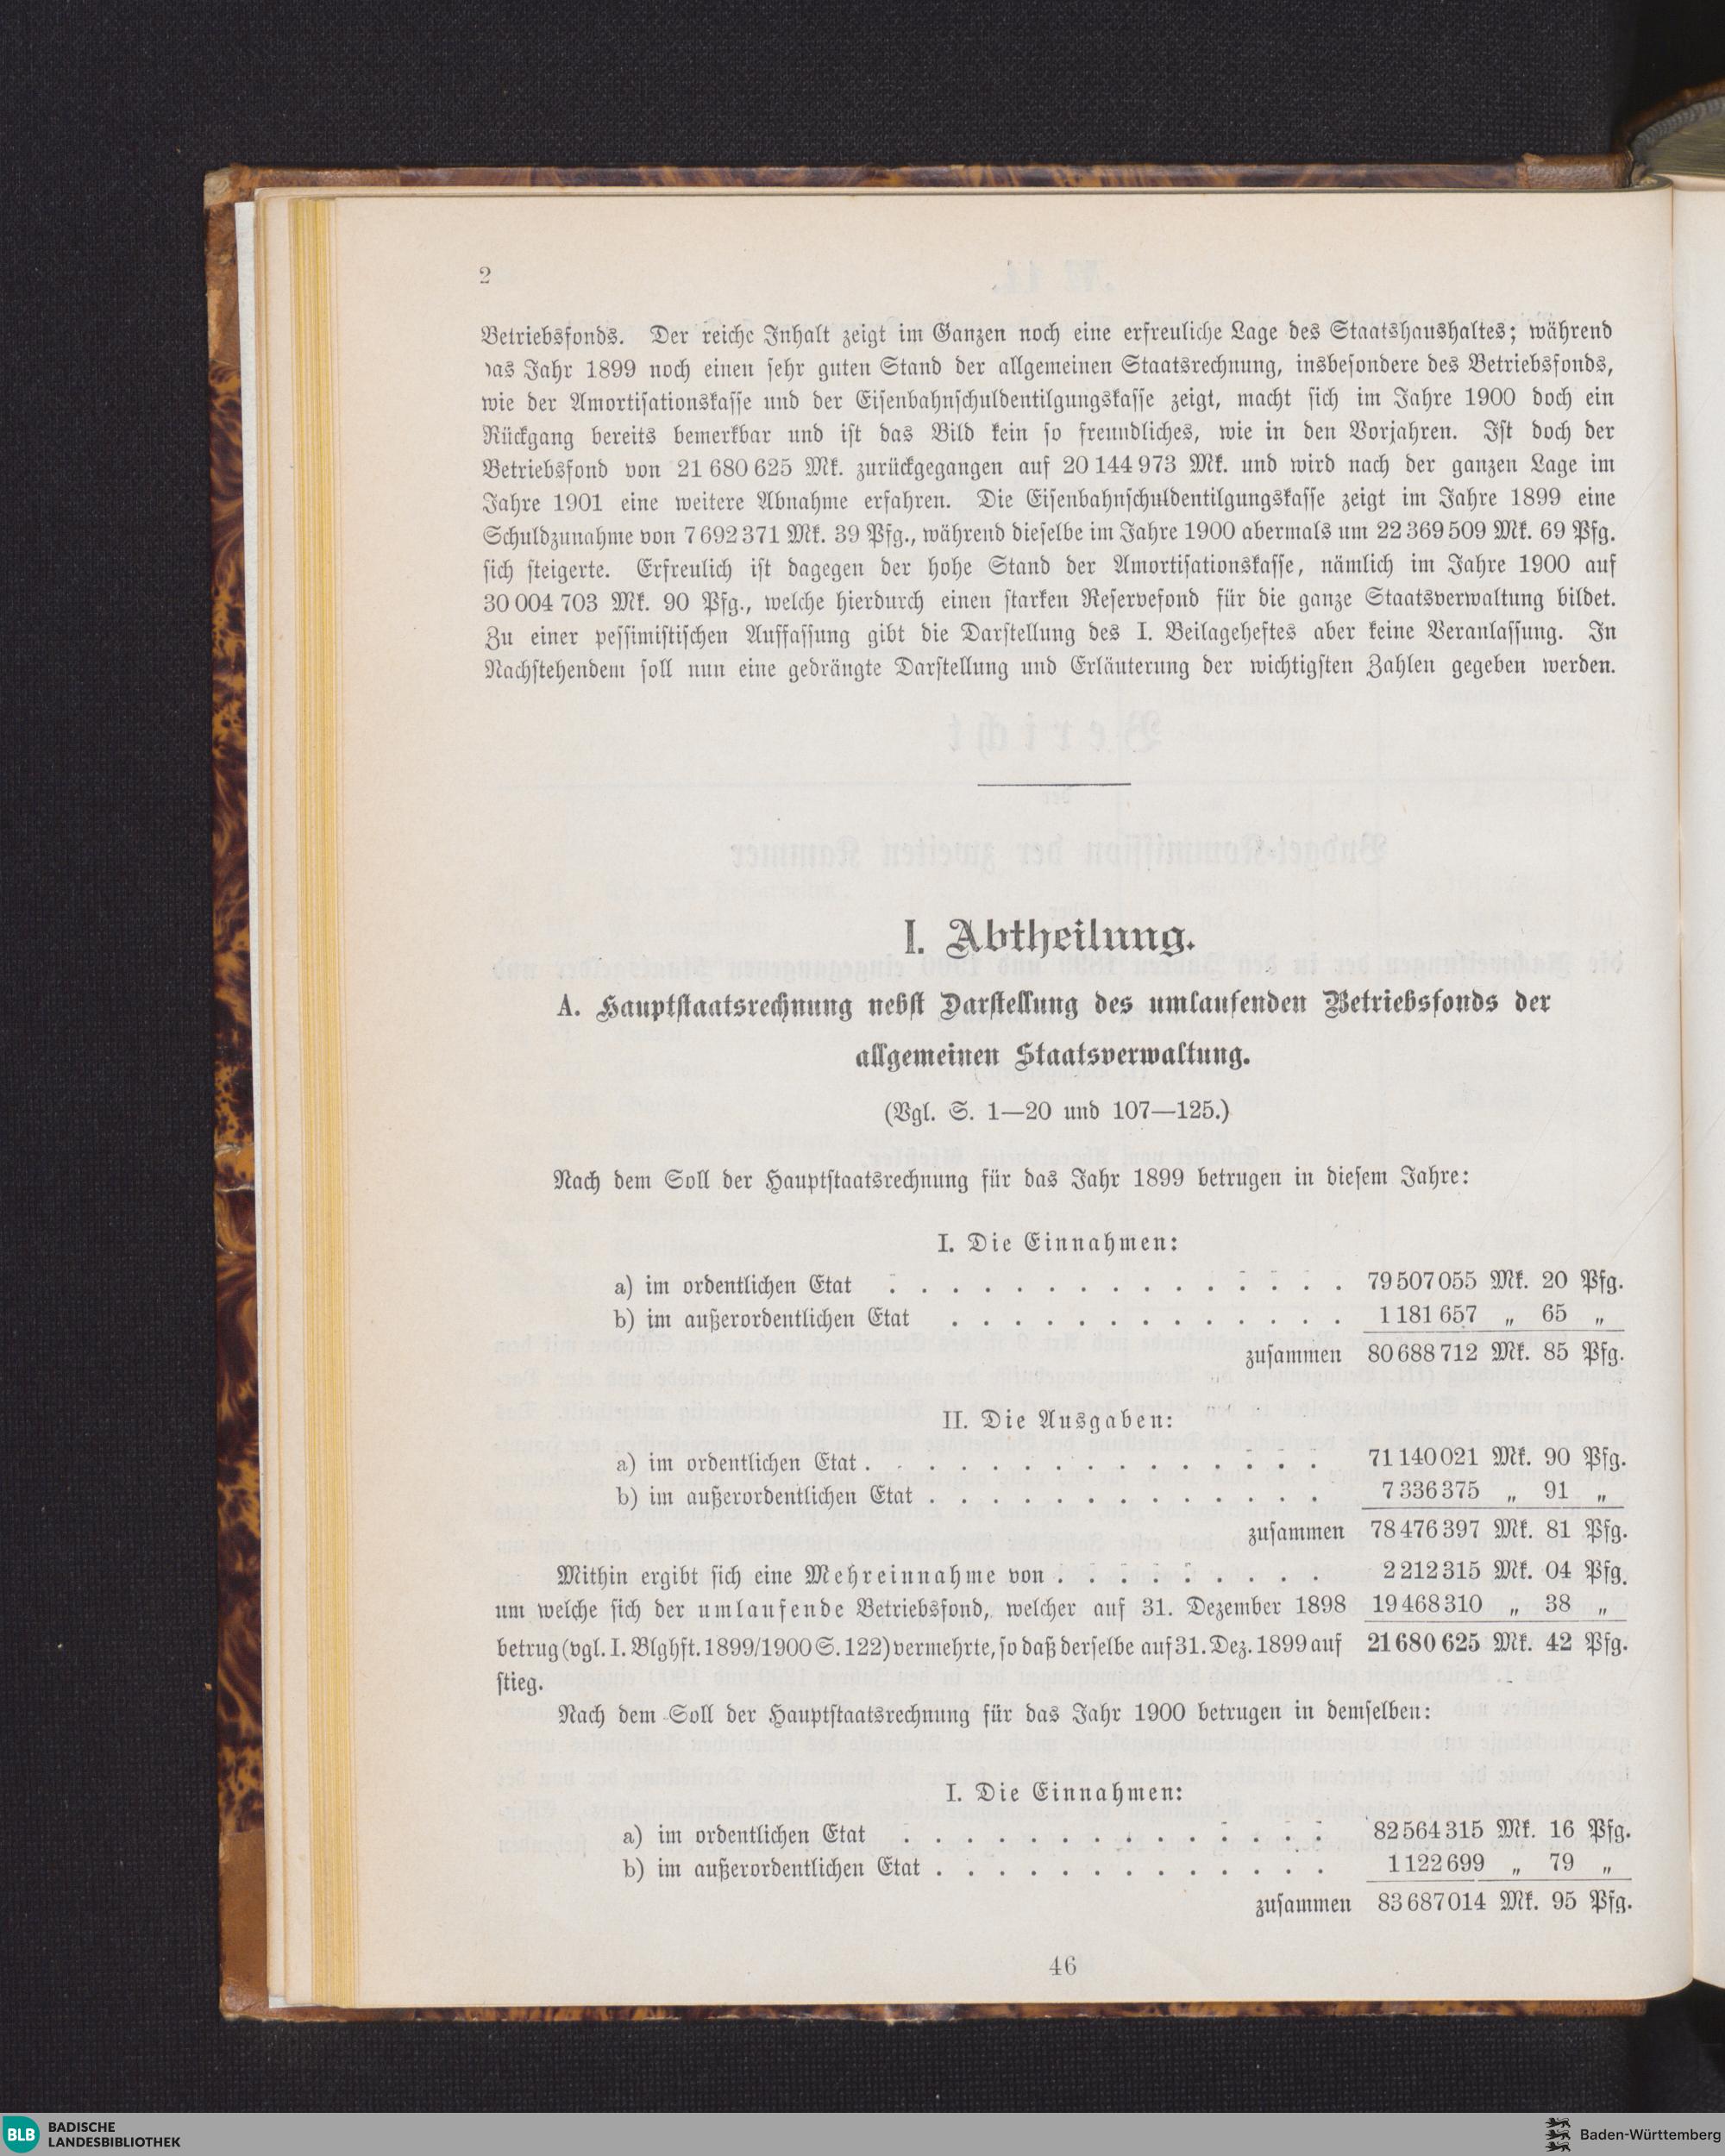 2
Betriebsfonds. Der reiche Inhalt zeigt im Ganzen noch eine erfreuliche Lage des Staatshaushaltes; während
das Jahr 1899 noch einen sehr guten Stand der allgemeinen Staatsrechnung, insbesondere des Betriebsfonds,
wie der Amortisationskasse und der Eisenbahnschuldentilgungskasse zeigt, macht sich im Jahre 1900 doch ein
Rückgang bereits bemerkbar und ist das Bild kein so freundliches, wie in den Vorjahren. Ist doch der
Betriebsfond von 21 680 625 Mk. zurückgegangen auf 20 144 973 Mk. und wird nach der ganzen Lage im
Jahre 1901 eine weitere Abnahme erfahren. Die Eisenbahnschuldentilgungskasse zeigt im Jahre 1899 eine
Schuldzunahme von 7 692 371 Mk. 39 Pfg., während dieselbe im Jahre 1900 abermals um 22 369 509 Mk. 69 Pfg.
sich steigerte. Erfreulich ist dagegen der hohe Stand der Amortisationskasse, nämlich im Jahre 1900 auf
30 004 703 Mk. 90 Pfg., welche hierdurch einen starken Reservefond für die ganze Staatsverwaltung bildet.
Zu einer pessimistischen Auffassung gibt die Darstellung des I. Beilageheftes aber keine Veranlassung. In
Nachstehendem soll nun eine gedrängte Darstellung und Erläuterung der wichtigsten Zahlen gegeben werden.
I. Abtheilung.
A. Hauptstaatsrechnung nebst Darstellung des umlaufenden Betriebsfonds der
allgemeinen Staatsverwaltung.
(Vgl. S. 1—20 und 107—125.)
Nach dem Soll der Hauptstaatsrechnung für das Jahr 1899 betrugen in diesem Jahre:
I. Die Einnahmen:
a) im ordentlichen Etat . . . . . . . . . . . . . . . 79 507 055 Mk. 20 Pfg.
b) im außerordentlichen Etat . . . . . . . . . . . . . 1 181 657 „ 65 „
zusammen 80 688 712 Mk. 85 Pfg.
II. Die Ausgaben:
a) im ordentlichen Etat . . . . . . . . . . . . . . . 71 140 021 Mk. 90 Pfg.
b) im außerordentlichen Etat . . . . . . . . . . . . . 7 336 375 „ 91 „
zusammen 78 476 397 Mk. 81 Pfg.
Mithin ergibt sich eine Mehreinnahme von . . . . . . . . . 2 212 315 Mk. 04 Pfg.
um welche sich der umlaufende Betriebsfond, welcher auf 31. Dezember 1898 19 468 310 „ 38 „
betrug (vgl. I. Blghft. 1899/1900 S. 122) vermehrte, so daß derselbe auf 31. Dez. 1899 auf 21 680 625 Mk. 42 Pfg.
stieg.
Nach dem Soll der Hauptstaatsrechnung für das Jahr 1900 betrugen in demselben:
I. Die Einnahmen:
a) im ordentlichen Etat . . . . . . . . . . . . . . 82 564 315 Mk. 16 Pfg.
b) im außerordentlichen Etat . . . . . . . . . . . . . 1 122 699 „ 79 „
zusammen 83 687 014 Mk. 95 Pfg.
46
BLB BADISCHE
LANDESBIBLIOTHEK
Baden-Württemberg